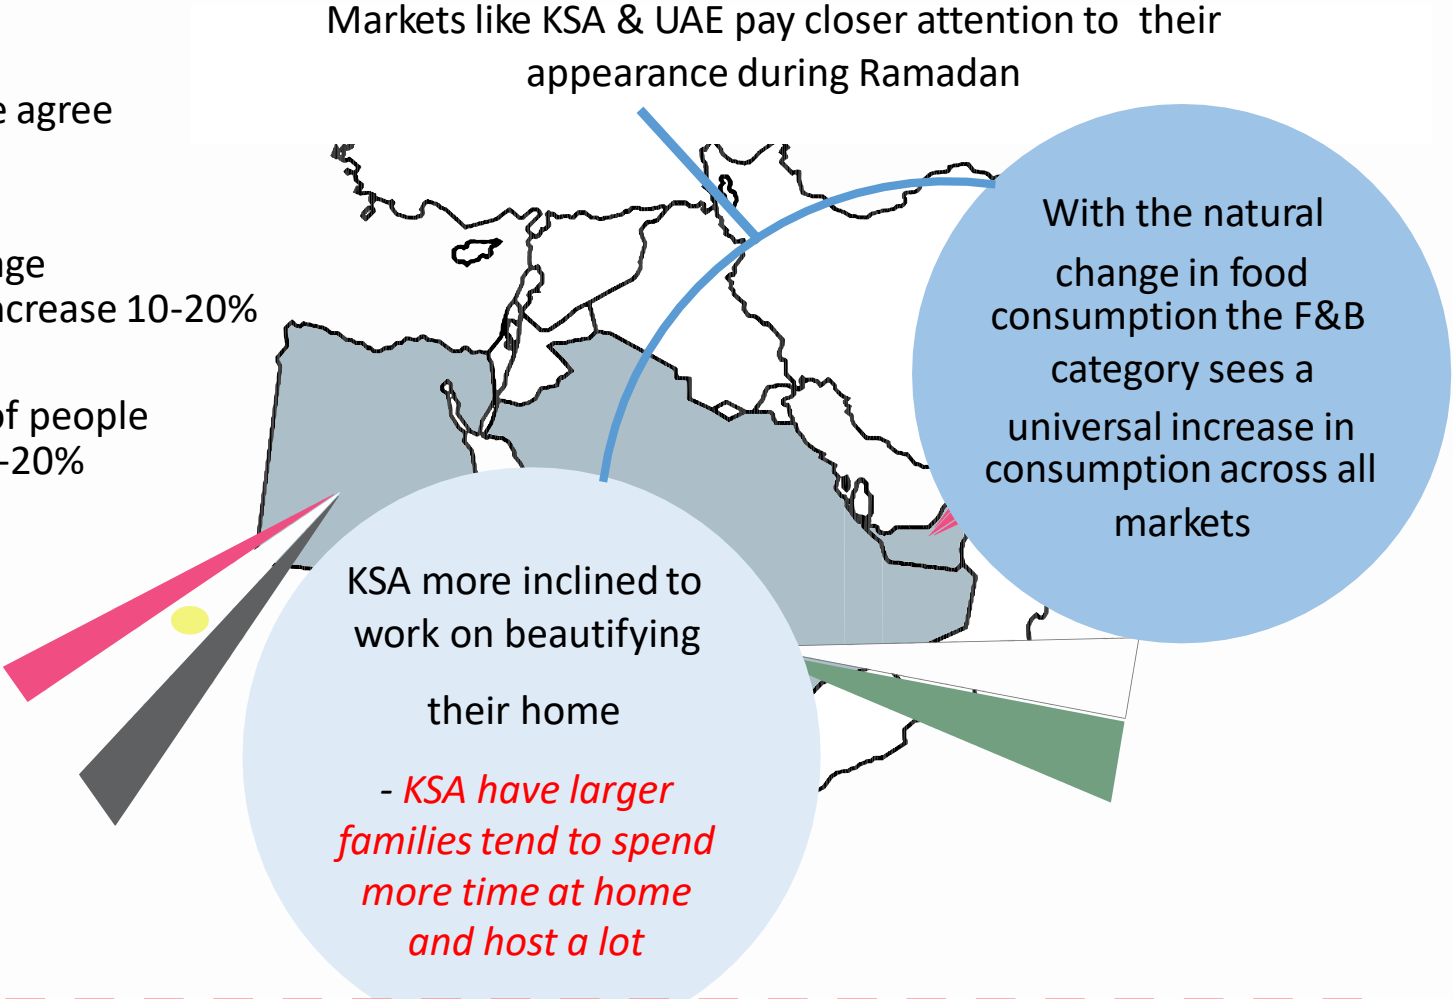 Markets like KSA & UAE pay closer attention to their
appearance during Ramadan
agree
increase 10-20%
of people
-20%
With the natural
change in food
consumption the F&B
category sees a
universal increase in
consumption across all
markets
KSA more inclined to
work on beautifying
their home
- KSA have larger
families tend to spend
more time at home
and host a lot